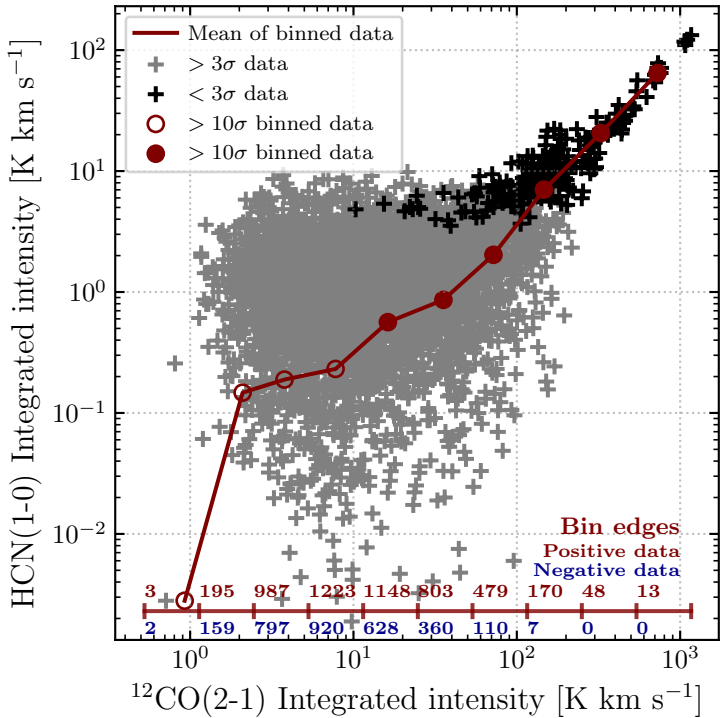 HCN(1-0) Integrated intensity [K km s⁻¹]
10²
10¹
10⁰
10⁻¹
10⁻²
Mean of binned data
> 3σ data
< 3σ data
> 10σ binned data
> 10σ binned data
Bin edges
Positive data
Negative data
3 195 987 1223 1148 803 479 170 48 13
2 159 797 920 628 360 110 7 0 0
10⁰ 10¹ 10² 10³
¹²CO(2-1) Integrated intensity [K km s⁻¹]